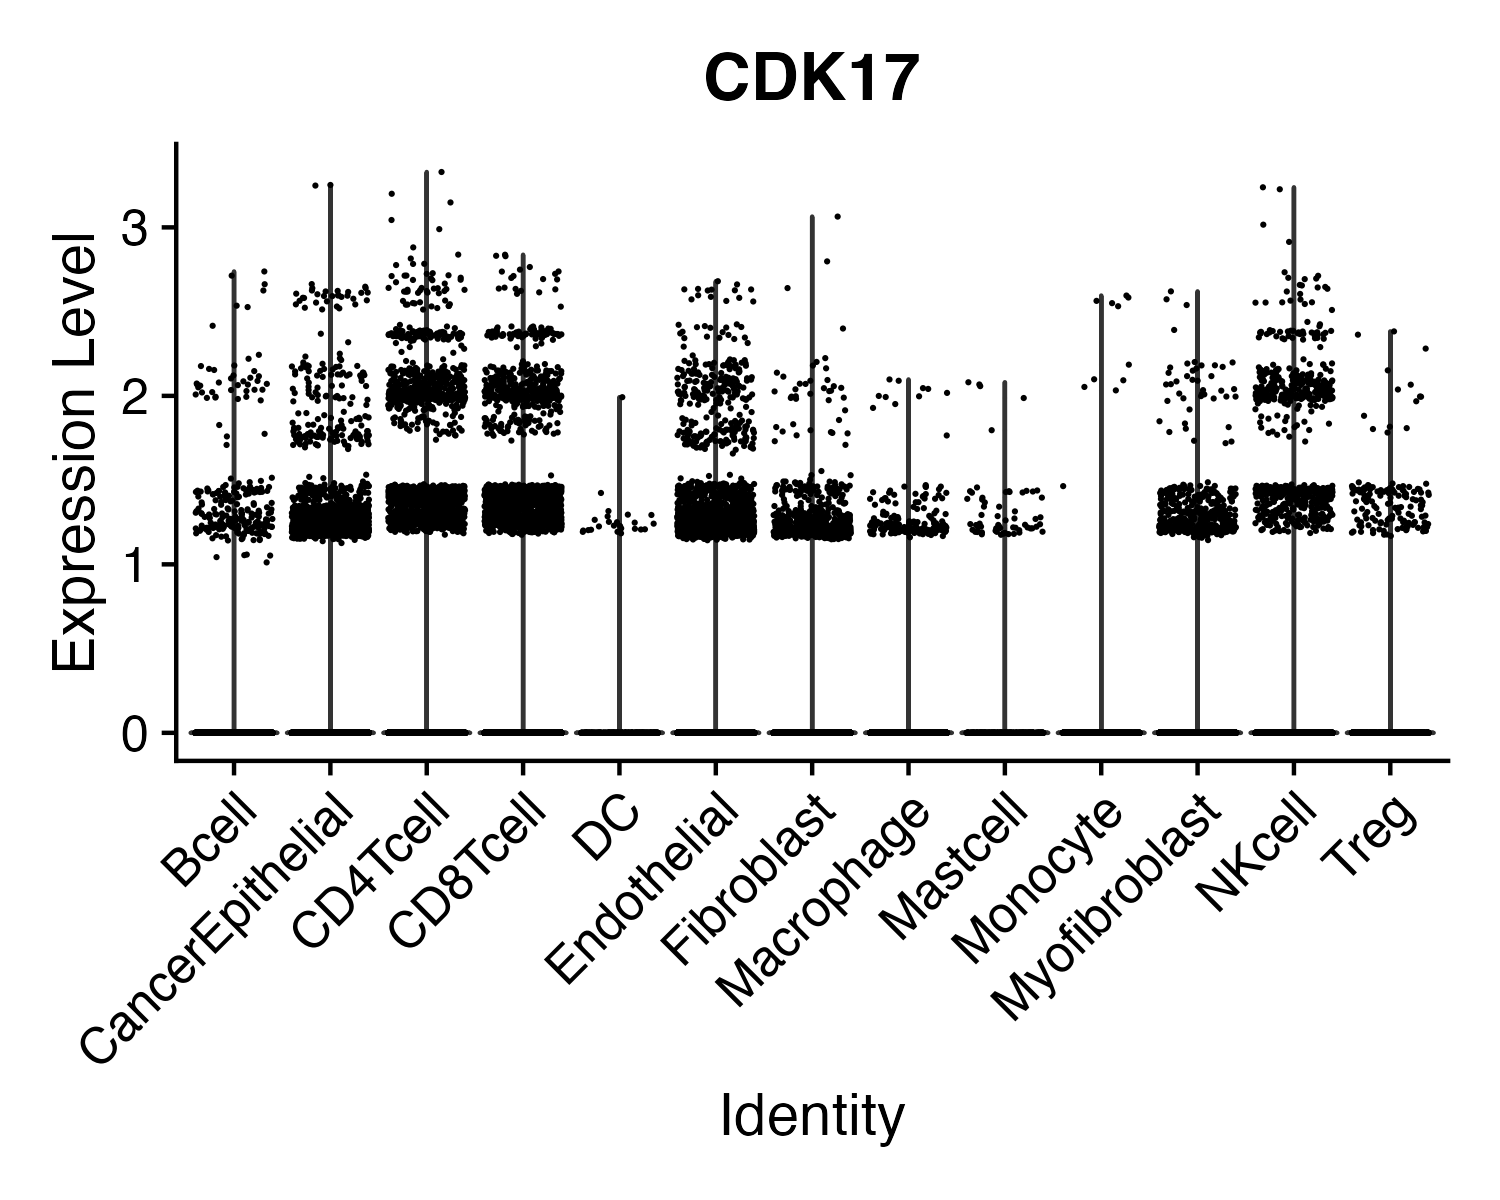 CDK17
Expression Level
3
2
1
0
Bcell
CancerEpithelial
CD4Tcell
CD8Tcell
DC
Endothelial
Fibroblast
Macrophage
Mastcell
Monocyte
Myofibroblast
NKcell
Treg
Identity